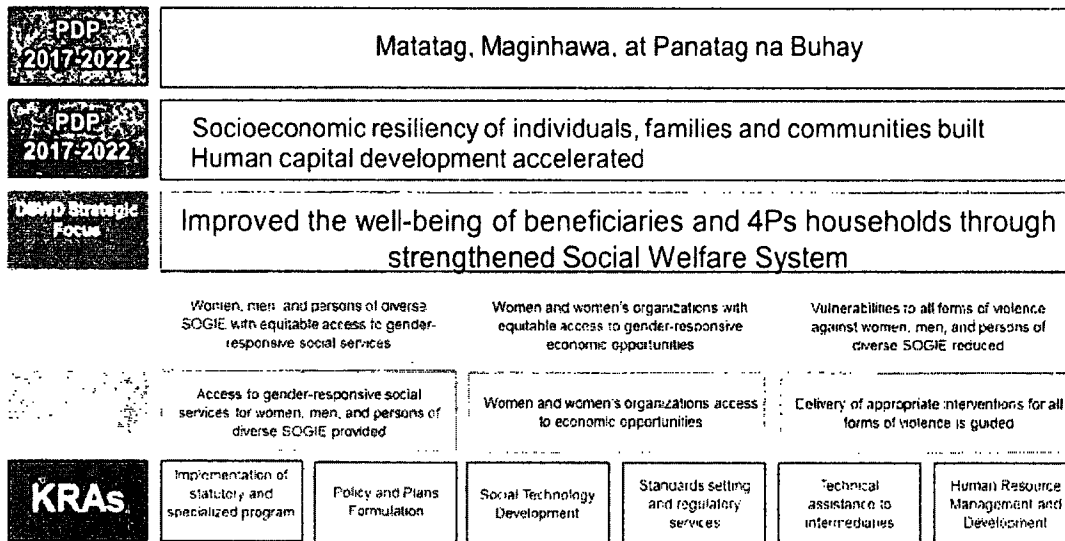 PDP
2017-2022
Matatag, Maginhawa, at Panatag na Buhay
PDP
2017-2022
Socioeconomic resiliency of individuals, families and communities built
Human capital development accelerated
DSWD Strategic
Focus
Improved the well-being of beneficiaries and 4Ps households through
strengthened Social Welfare System
Women, men, and persons of diverse
SOGIE with equitable access to gender-
responsive social services
Women and women's organizations with
equitable access to gender-responsive
economic opportunities
Vulnerabilities to all forms of violence
against women, men, and persons of
diverse SOGIE reduced
Access to gender-responsive social
services for women, men, and persons of
diverse SOGIE provided
Women and women's organizations access
to economic opportunities
Delivery of appropriate interventions for all
forms of violence is guided
KRAs
Implementation of
statutory and
specialized program
Policy and Plans
Formulation
Social Technology
Development
Standards setting
and regulatory
services
Technical
assistance to
intermediaries
Human Resource
Management and
Development